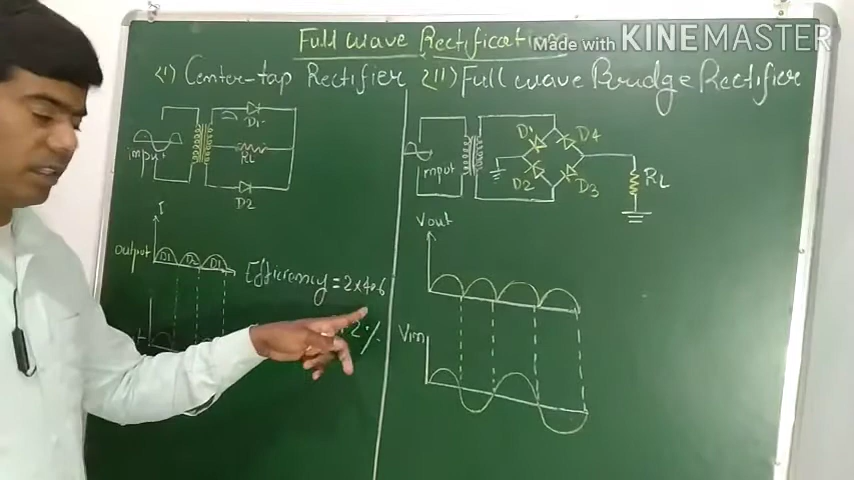 Full wave Rectification
Made with KINEMASTER
(i) Center-tap Rectifier
(ii) Full wave Bridge Rectifier
D1
input
RL
D2
D1
D4
input
D2
D3
RL
I
output
D1 D2 D1
Efficiency = 2x40.6
2 %
Vout
Vin